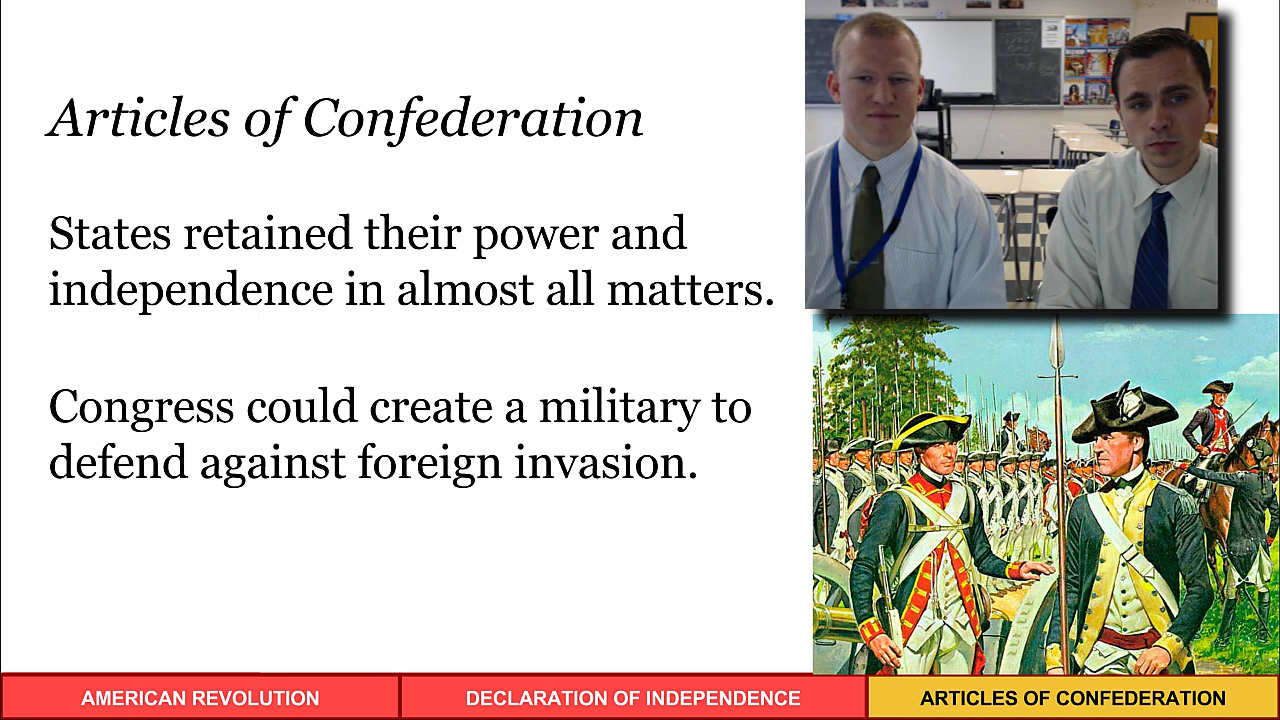 Articles of Confederation
States retained their power and
independence in almost all matters.
Congress could create a military to
defend against foreign invasion.
AMERICAN REVOLUTION
DECLARATION OF INDEPENDENCE
ARTICLES OF CONFEDERATION